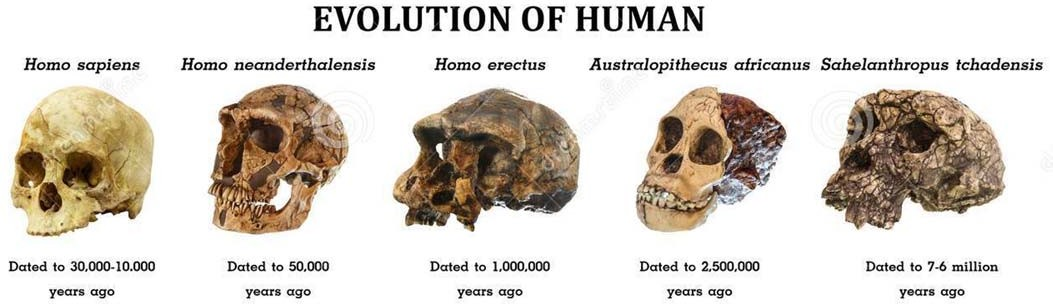 EVOLUTION OF HUMAN
Homo sapiens
Homo neanderthalensis
Homo erectus
Australopithecus africanus
Sahelanthropus tchadensis
Dated to 30,000-10.000
years ago
Dated to 50,000
years ago
Dated to 1,000,000
years ago
Dated to 2,500,000
years ago
Dated to 7-6 million
years ago